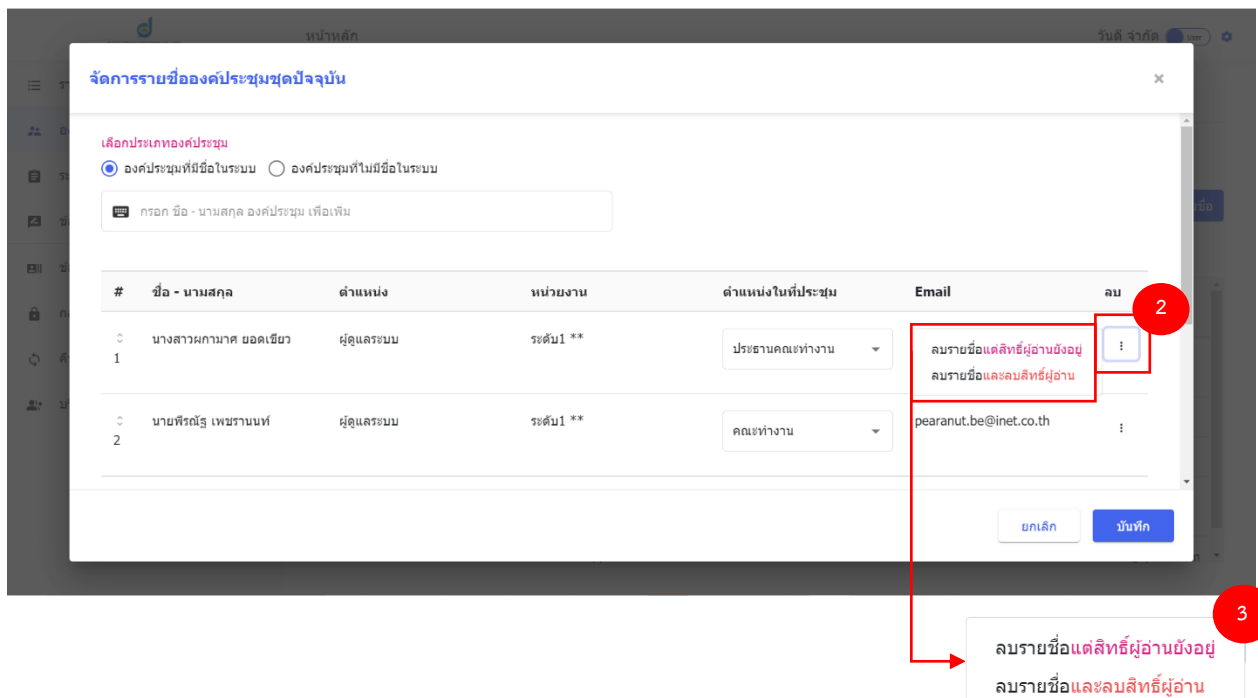 หน้าหลัก
วันดี จำกัด User
จัดการรายชื่อองค์ประชุมชุดปัจจุบัน
เลือกประเภทองค์ประชุม
องค์ประชุมที่มีชื่อในระบบ องค์ประชุมที่ไม่มีชื่อในระบบ
กรอก ชื่อ - นามสกุล องค์ประชุม เพื่อเพิ่ม
# ชื่อ - นามสกุล ตำแหน่ง หน่วยงาน ตำแหน่งในที่ประชุม Email ลบ
2
1 นางสาวผกามาศ ยอดเขียว ผู้ดูแลระบบ ระดับ1 ** ประธานคณะทำงาน ลบรายชื่อแต่สิทธิ์ผู้อ่านยังอยู่
ลบรายชื่อและลบสิทธิ์ผู้อ่าน
2 นายพีรณัฐ เพชรานนท์ ผู้ดูแลระบบ ระดับ1 ** คณะทำงาน pearanut.be@inet.co.th
ยกเลิก บันทึก
3
ลบรายชื่อแต่สิทธิ์ผู้อ่านยังอยู่
ลบรายชื่อและลบสิทธิ์ผู้อ่าน